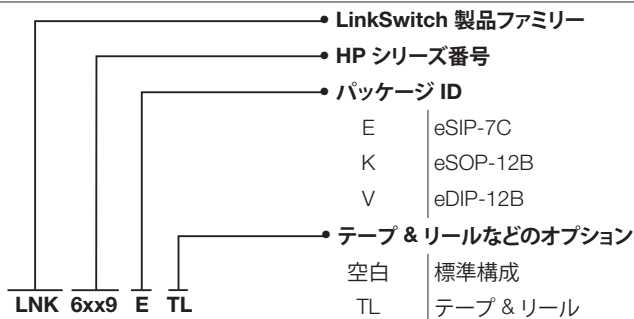 • LinkSwitch 製品ファミリー
• HP シリーズ番号
• パッケージ ID
E eSIP-7C
K eSOP-12B
V eDIP-12B
• テープ & リールなどのオプション
空白 標準構成
TL テープ & リール
LNK 6xx9 E TL